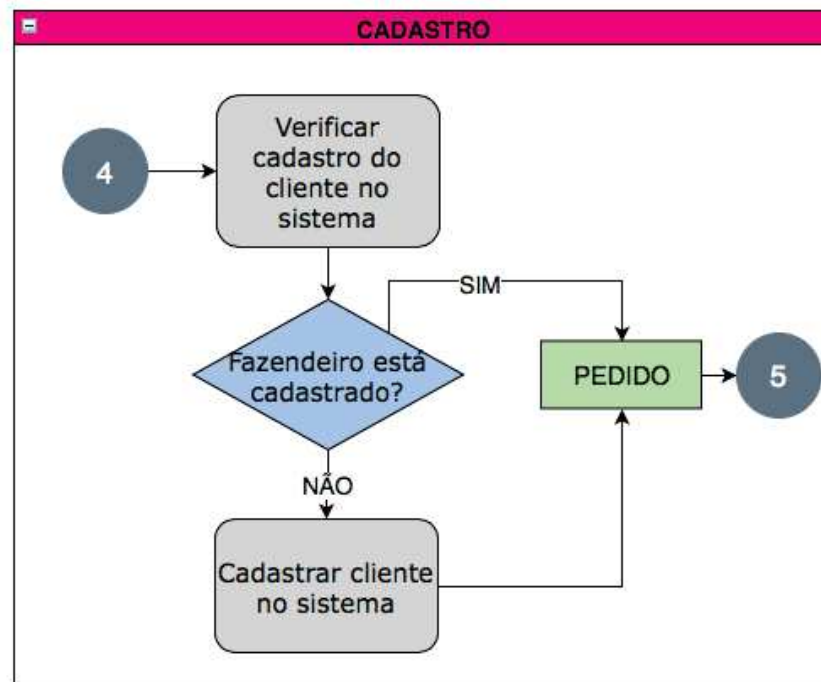 CADASTRO
4
Verificar
cadastro do
cliente no
sistema
SIM
Fazendeiro está
cadastrado?
PEDIDO
5
NÃO
Cadastrar cliente
no sistema